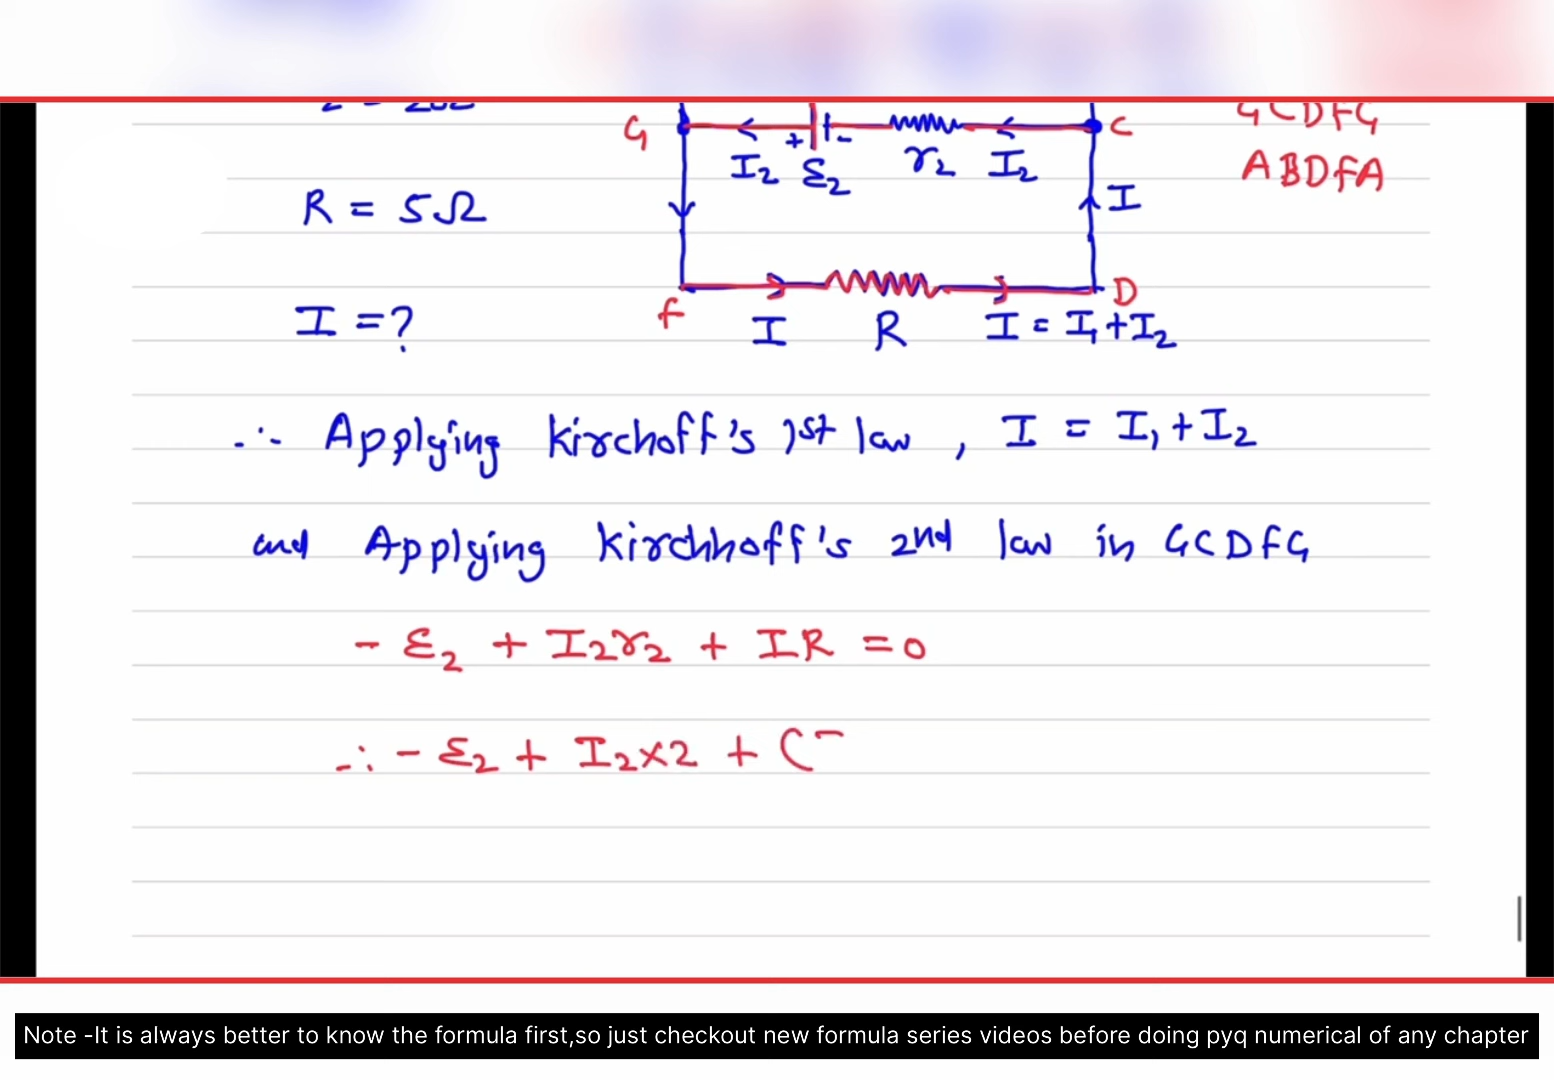 GCDFG
G I₂ + ε₂ - r₂ I₂ C
ABDFA
R = 5Ω
I
F I R I = I₁+I₂ D
I = ?
∴ Applying Kirchoff's 1st law , I = I₁ + I₂
and Applying Kirchhoff's 2nd law in GCDFG
- ε₂ + I₂r₂ + IR = 0
∴ - ε₂ + I₂×2 + (
Note -It is always better to know the formula first,so just checkout new formula series videos before doing pyq numerical of any chapter